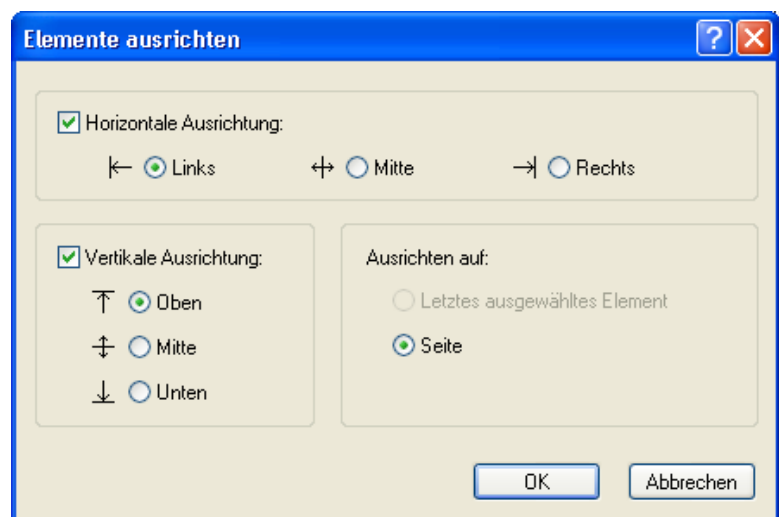 Elemente ausrichten
Horizontale Ausrichtung:
Links Mitte Rechts
Vertikale Ausrichtung:
Oben
Mitte
Unten
Ausrichten auf:
Letztes ausgewähltes Element
Seite
OK Abbrechen